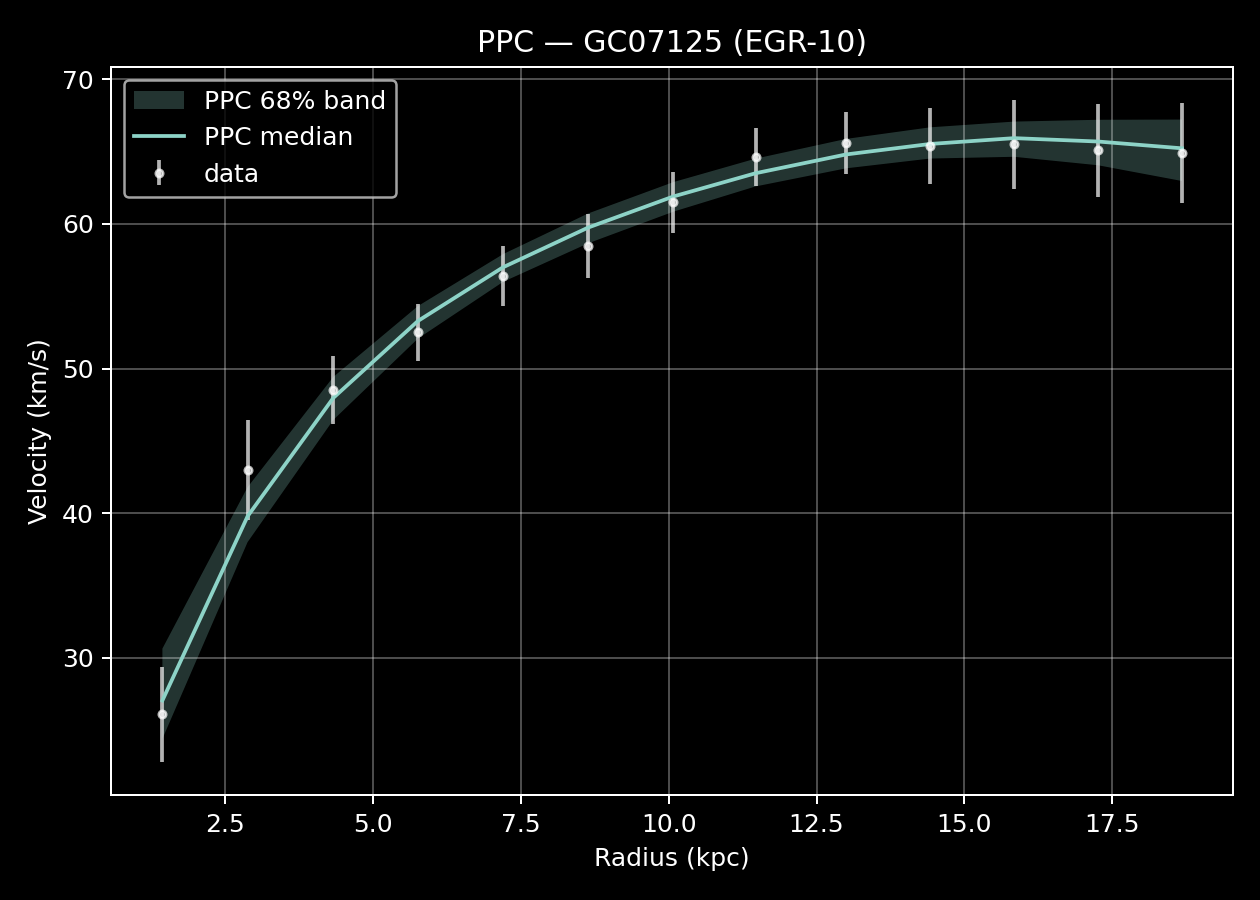 PPC — GC07125 (EGR-10)
PPC 68% band
PPC median
data
70
60
50
40
30
Velocity (km/s)
2.5 5.0 7.5 10.0 12.5 15.0 17.5
Radius (kpc)